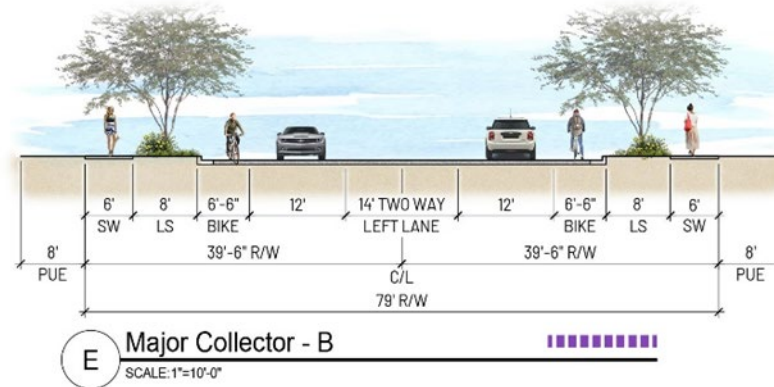 6' 8' 6'-6" 12' 14' TWO WAY 12' 6'-6" 8' 6'
SW LS BIKE LEFT LANE BIKE LS SW
8' 39'-6" R/W 39'-6" R/W 8'
PUE C/L PUE
79' R/W
E Major Collector - B
SCALE: 1"=10'-0"